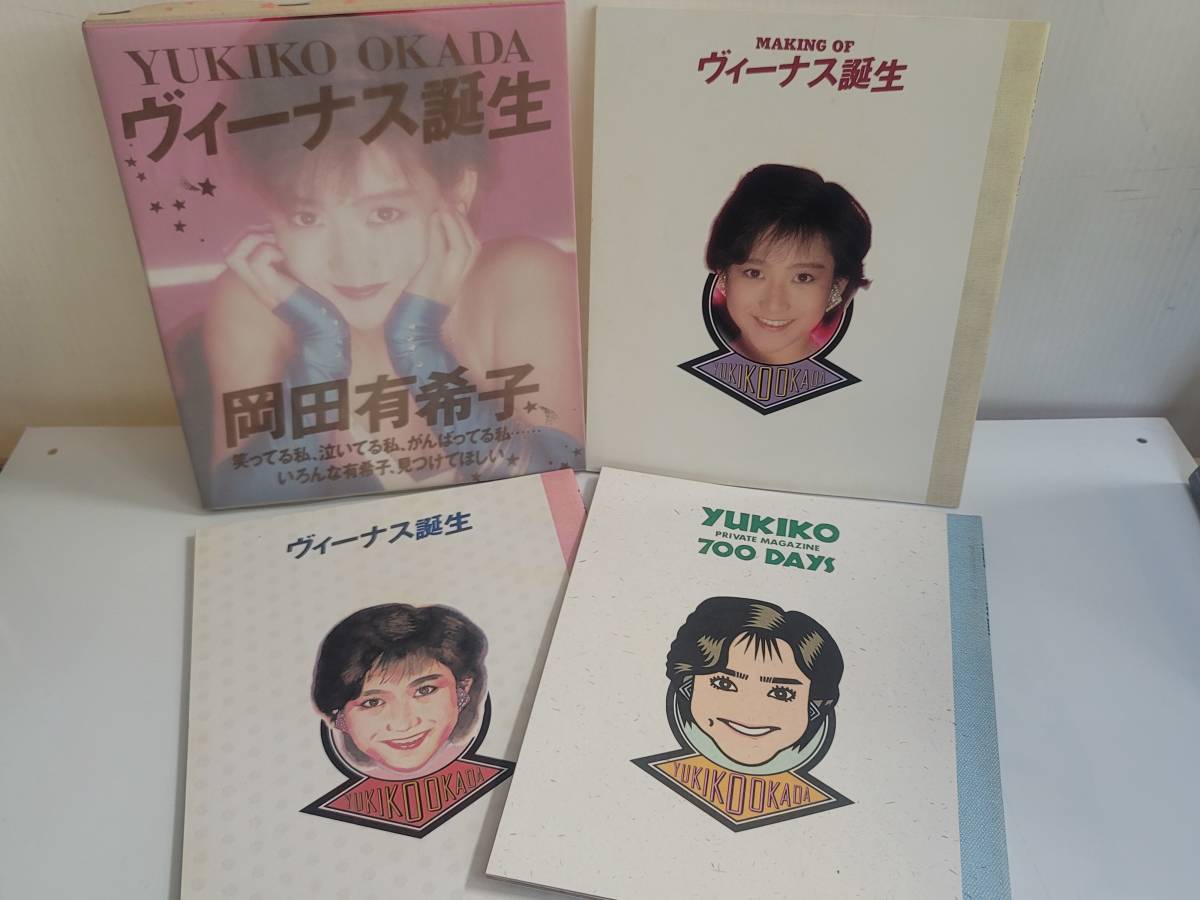 YUKIKO OKADA
ヴィーナス誕生
岡田有希子
笑ってる私、泣いてる私、がんばってる私……
いろんな有希子、見つけてほしい
MAKING OF
ヴィーナス誕生
YUKIKO OKADA
ヴィーナス誕生
YUKIKO OKADA
YUKIKO
PRIVATE MAGAZINE
700 DAYS
YUKIKO OKADA